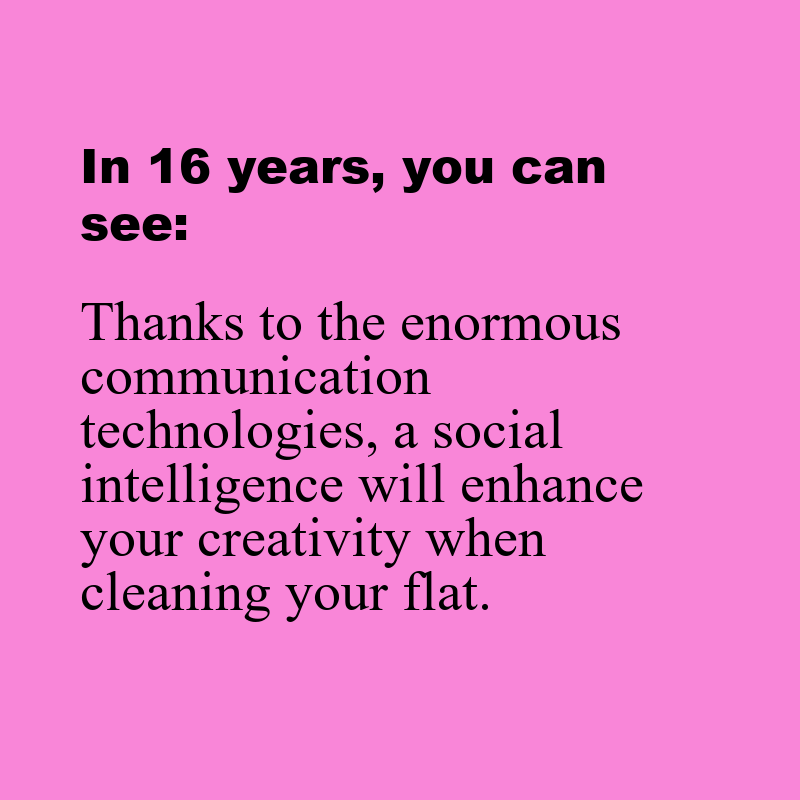 In 16 years, you can
see:
Thanks to the enormous
communication
technologies, a social
intelligence will enhance
your creativity when
cleaning your flat.